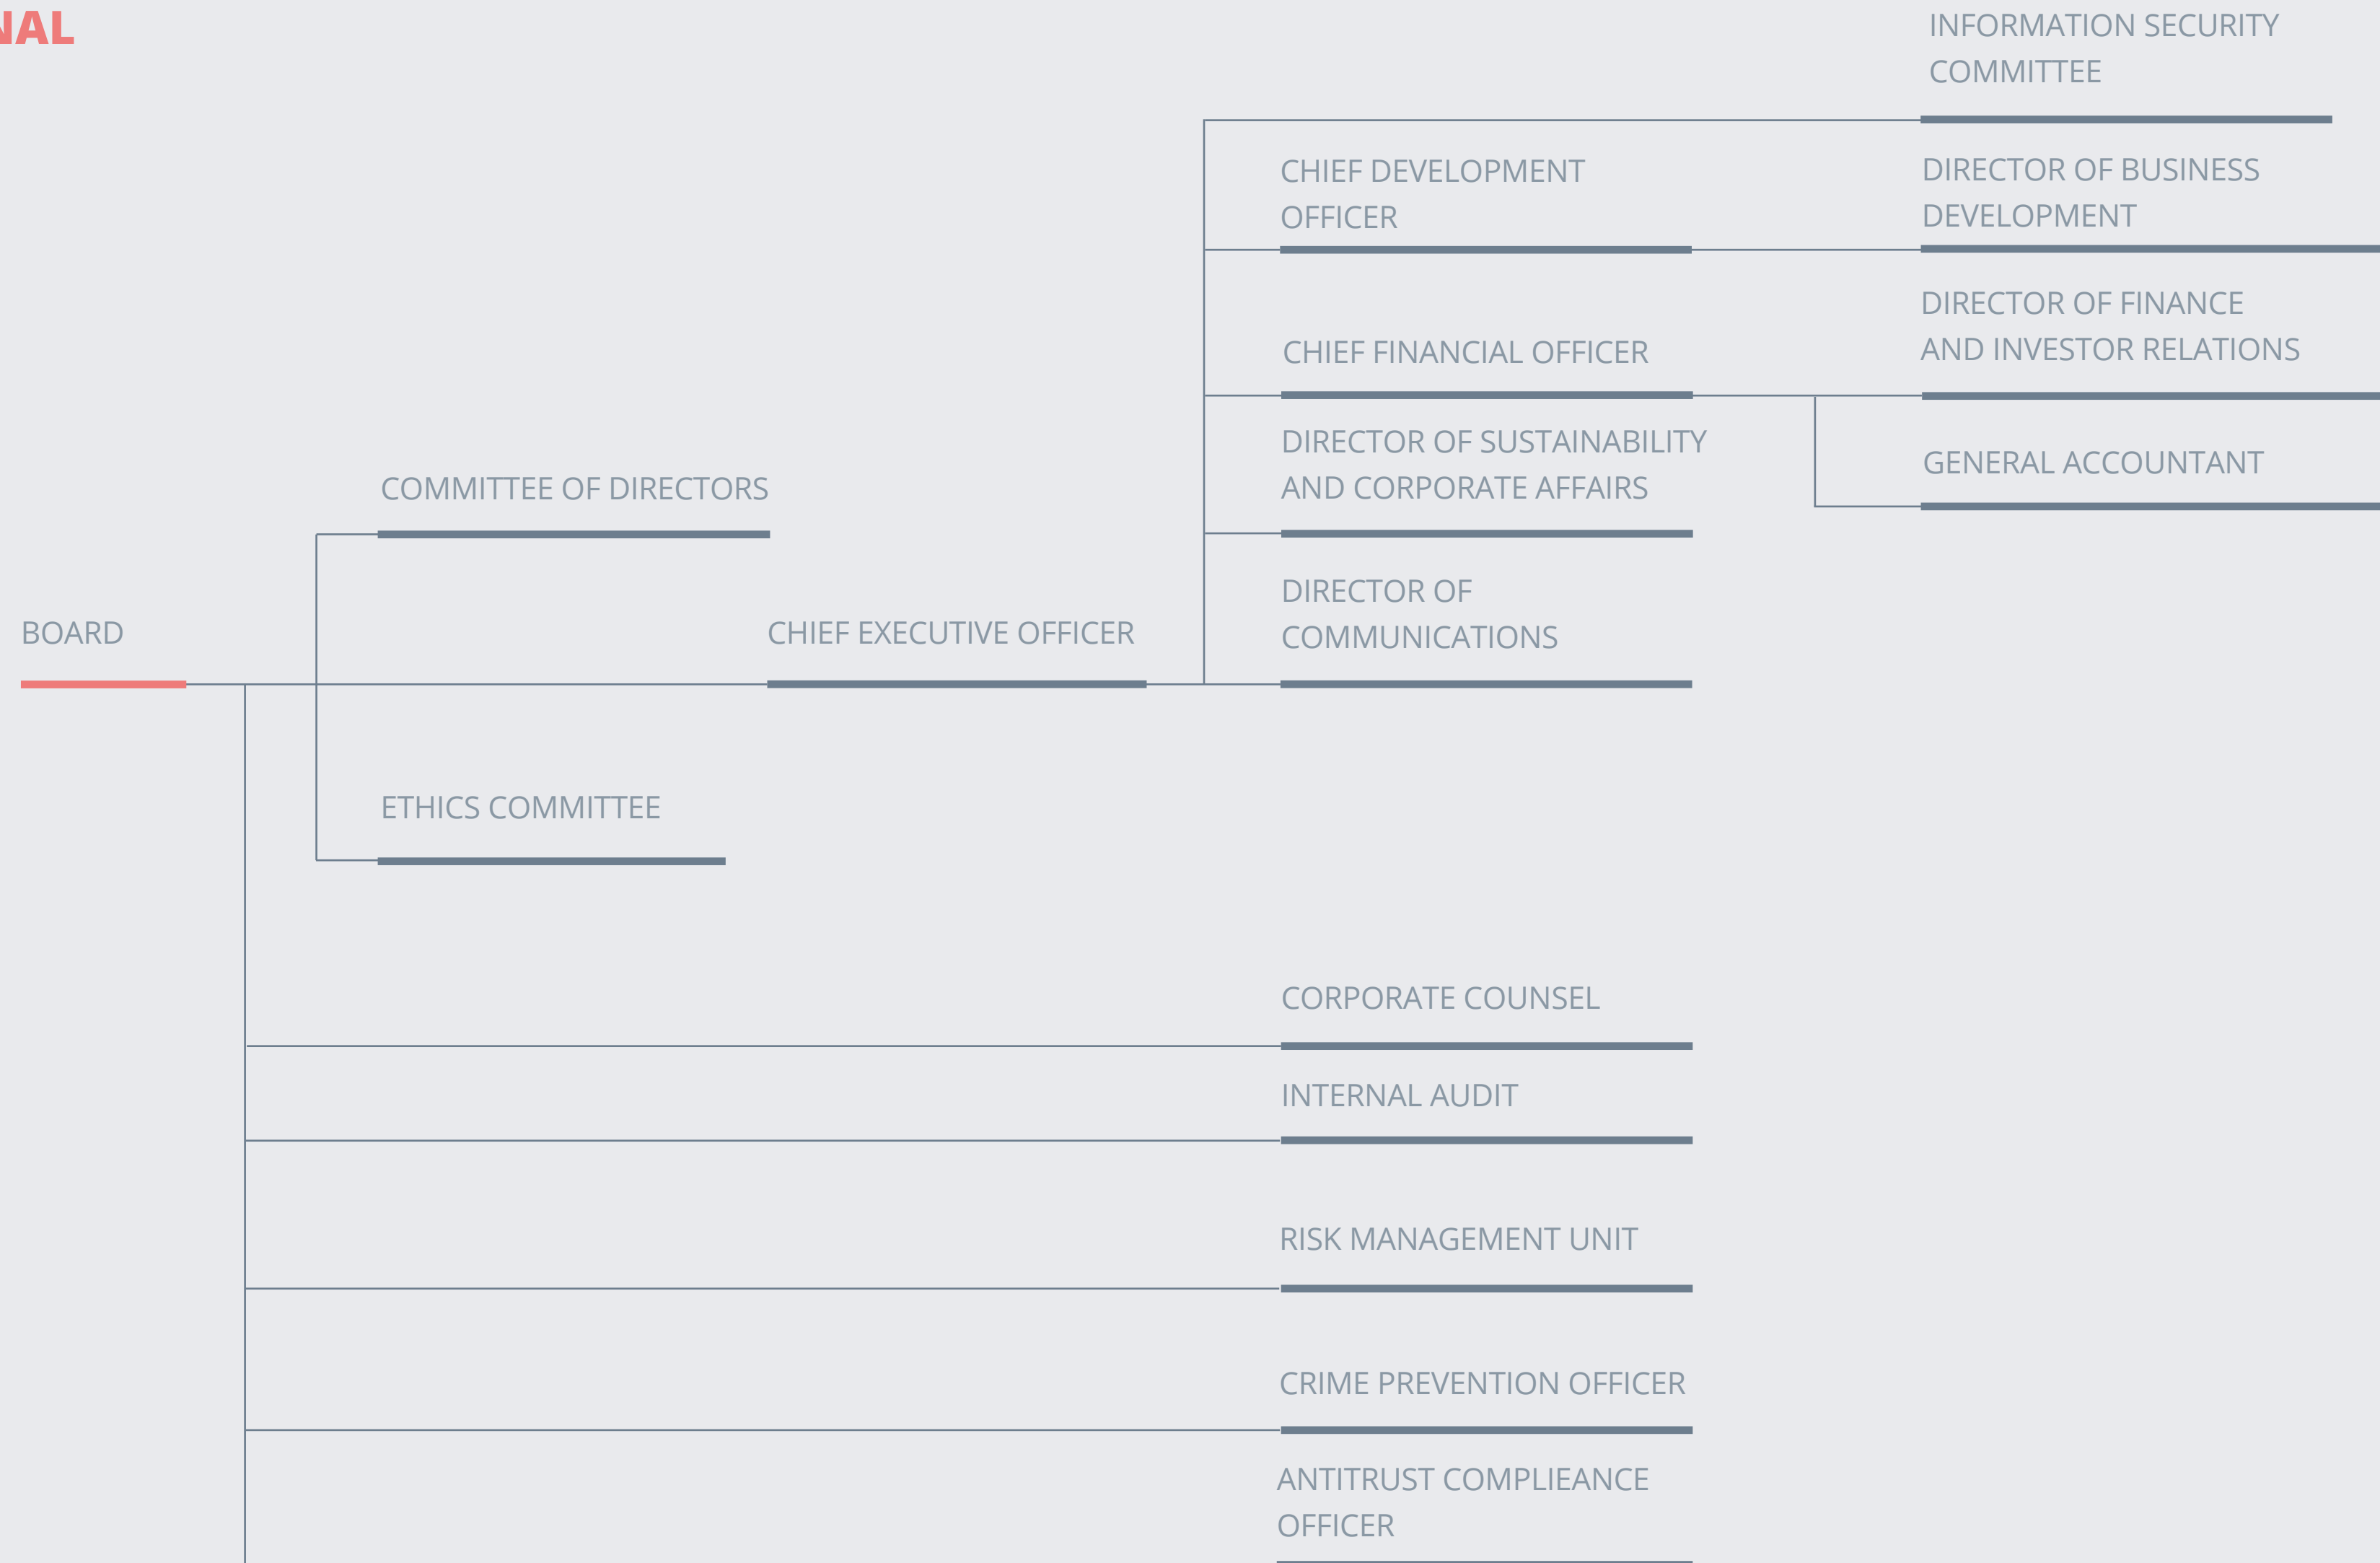 NAL
INFORMATION SECURITY
COMMITTEE
CHIEF DEVELOPMENT
OFFICER
DIRECTOR OF BUSINESS
DEVELOPMENT
CHIEF FINANCIAL OFFICER
DIRECTOR OF FINANCE
AND INVESTOR RELATIONS
DIRECTOR OF SUSTAINABILITY
AND CORPORATE AFFAIRS
GENERAL ACCOUNTANT
COMMITTEE OF DIRECTORS
DIRECTOR OF
COMMUNICATIONS
BOARD
CHIEF EXECUTIVE OFFICER
ETHICS COMMITTEE
CORPORATE COUNSEL
INTERNAL AUDIT
RISK MANAGEMENT UNIT
CRIME PREVENTION OFFICER
ANTITRUST COMPLIEANCE
OFFICER